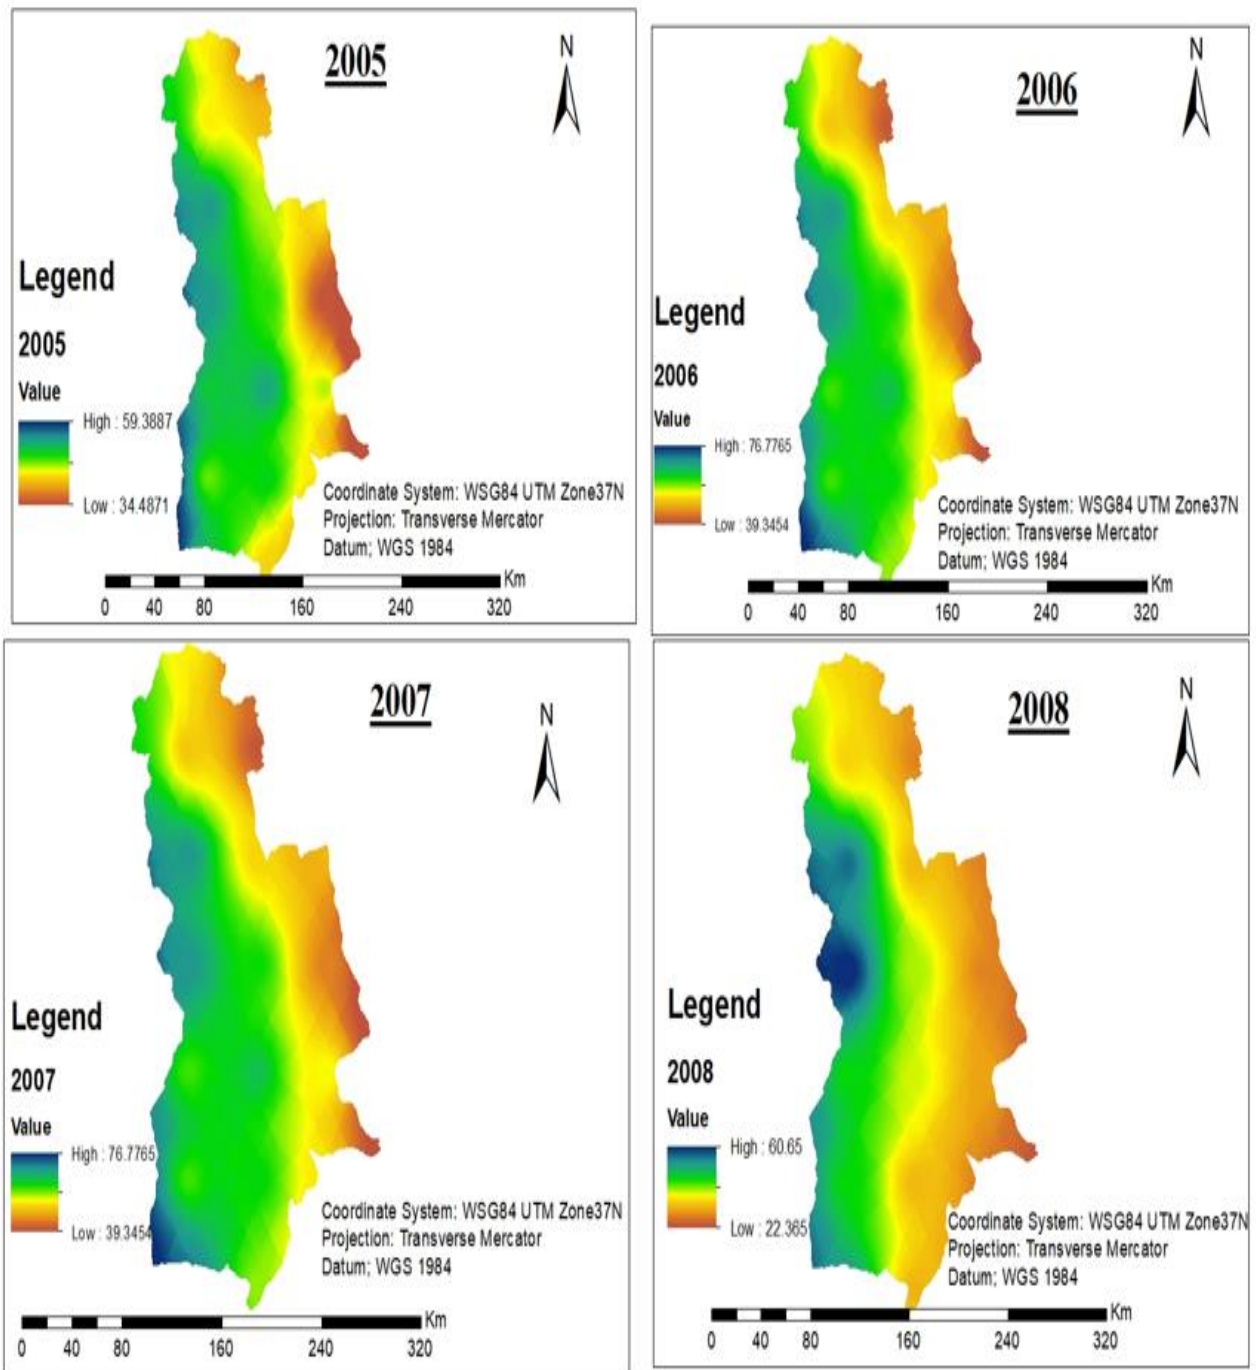 2005
N
Legend
2005
Value
High : 59.3887
Low : 34.4871
Coordinate System: WSG84 UTM Zone37N
Projection: Transverse Mercator
Datum; WGS 1984
Km
0 40 80 160 240 320
2006
N
Legend
2006
Value
High : 76.7765
Low : 39.3454
Coordinate System: WSG84 UTM Zone37N
Projection: Transverse Mercator
Datum; WGS 1984
Km
0 40 80 160 240 320
2007
N
Legend
2007
Value
High : 76.7765
Low : 39.3454
Coordinate System: WSG84 UTM Zone37N
Projection: Transverse Mercator
Datum; WGS 1984
Km
0 40 80 160 240 320
2008
N
Legend
2008
Value
High : 60.65
Low : 22.365
Coordinate System: WSG84 UTM Zone37N
Projection: Transverse Mercator
Datum; WGS 1984
Km
0 40 80 160 240 320